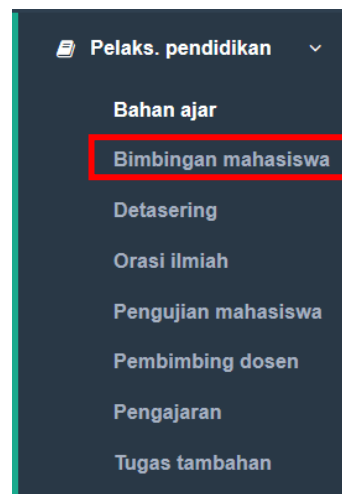 Pelaks. pendidikan
Bahan ajar
Bimbingan mahasiswa
Detasering
Orasi ilmiah
Pengujian mahasiswa
Pembimbing dosen
Pengajaran
Tugas tambahan